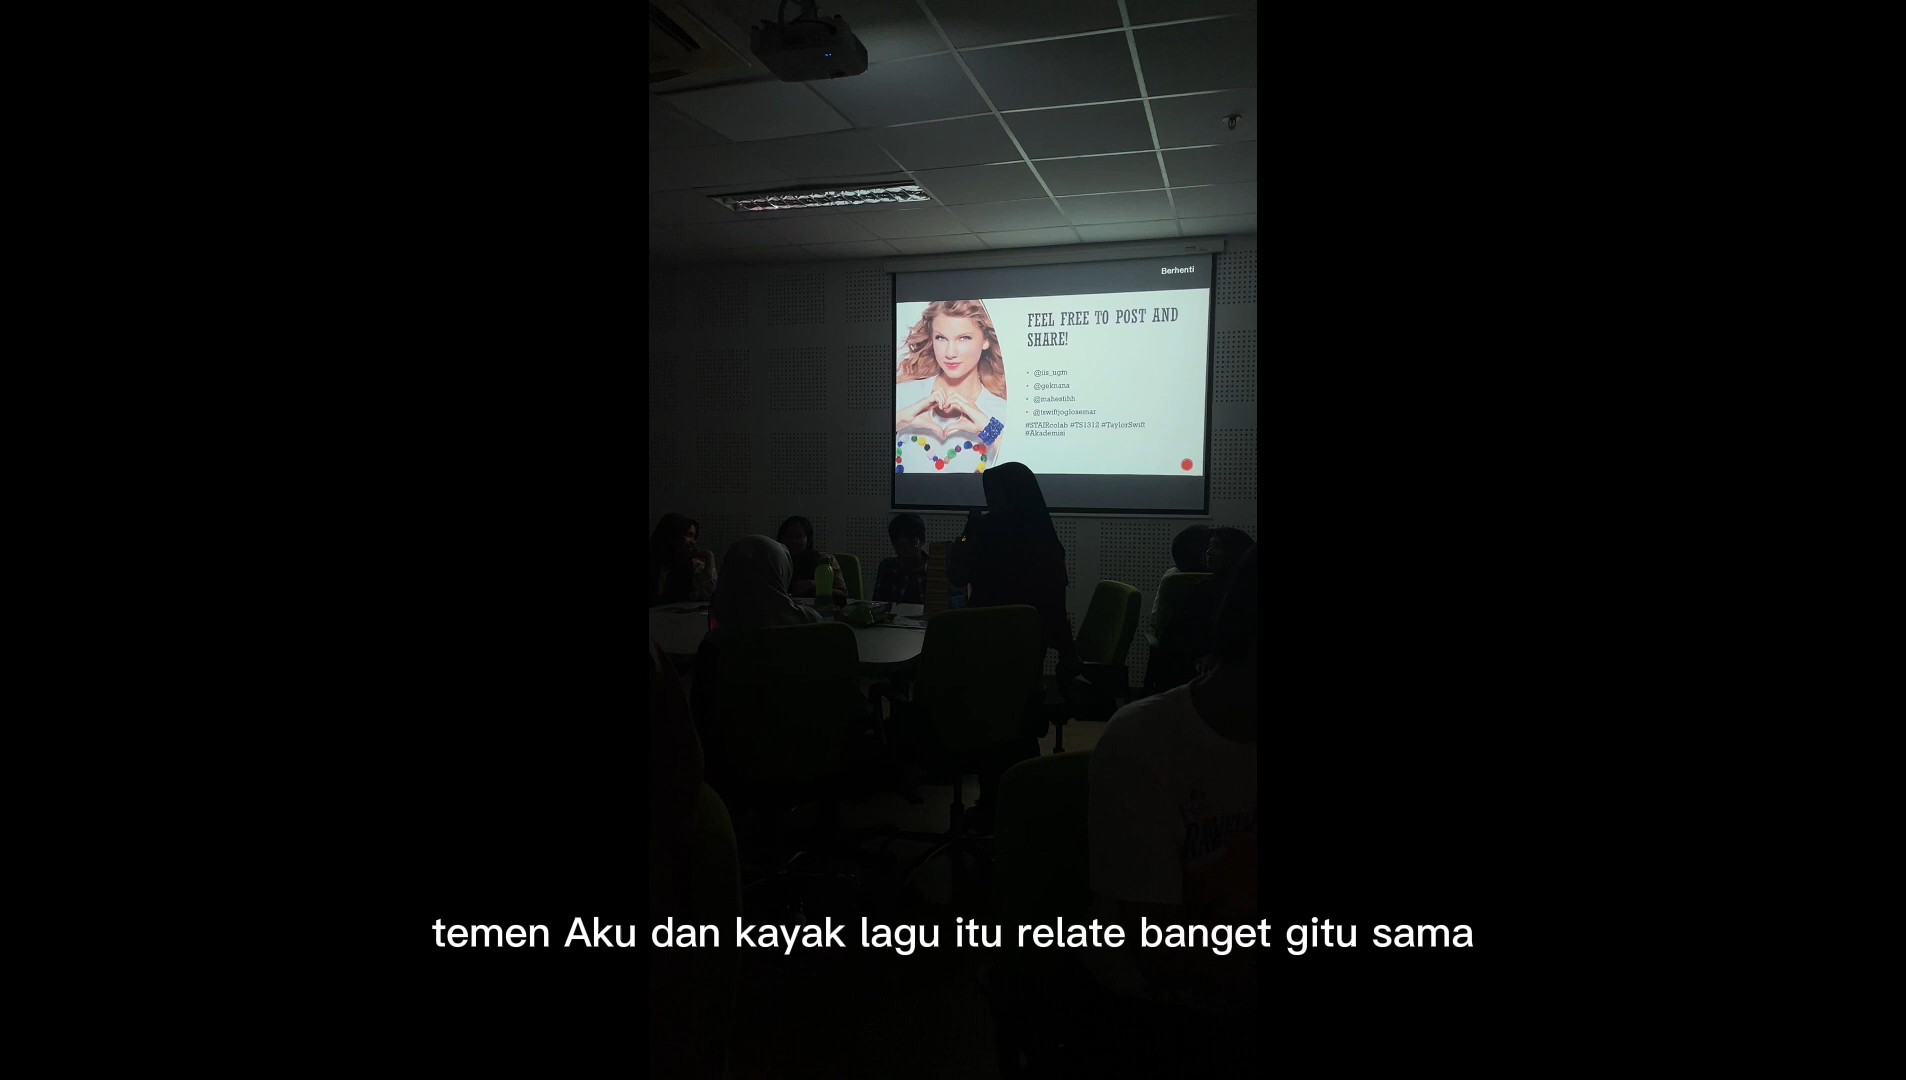 Berhenti
FEEL FREE TO POST AND
SHARE!
• @iis_ugm
• @geknana
• @mahestihh
• @iswiftjoglosemar
#STAIRcolab #TS1312 #TaylorSwift
#Akademisi
temen Aku dan kayak lagu itu relate banget gitu sama